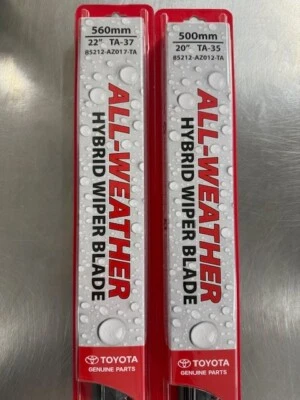 560mm
22" TA-37
85212-AZ017-TA
ALL-WEATHER
HYBRID WIPER BLADE
TOYOTA
GENUINE PARTS
500mm
20" TA-35
85212-AZ012-TA
ALL-WEATHER
HYBRID WIPER BLADE
TOYOTA
GENUINE PARTS